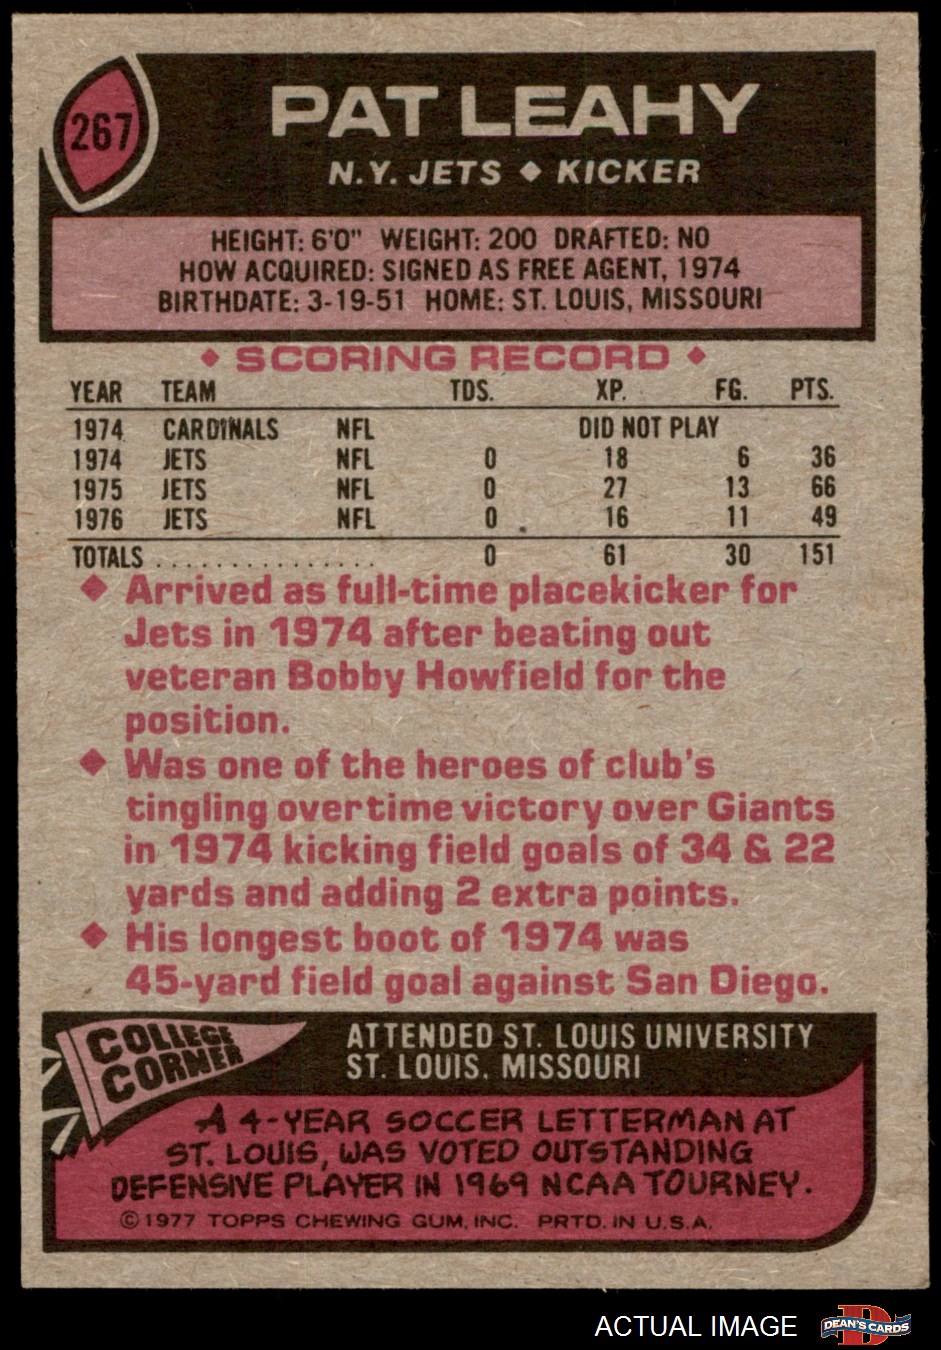 267
PAT LEAHY
N.Y. JETS ♦ KICKER
HEIGHT: 6'0" WEIGHT: 200 DRAFTED: NO
HOW ACQUIRED: SIGNED AS FREE AGENT, 1974
BIRTHDATE: 3-19-51 HOME: ST. LOUIS, MISSOURI
♦ SCORING RECORD ♦
YEAR TEAM TDS. XP. FG. PTS.
1974 CARDINALS NFL DID NOT PLAY
1974 JETS NFL 0 18 6 36
1975 JETS NFL 0 27 13 66
1976 JETS NFL 0 16 11 49
TOTALS . . . . . . . . . . . . . . . 0 61 30 151
♦ Arrived as full-time placekicker for
Jets in 1974 after beating out
veteran Bobby Howfield for the
position.
♦ Was one of the heroes of club's
tingling overtime victory over Giants
in 1974 kicking field goals of 34 & 22
yards and adding 2 extra points.
♦ His longest boot of 1974 was
45-yard field goal against San Diego.
COLLEGE
CORNER
ATTENDED ST. LOUIS UNIVERSITY
ST. LOUIS, MISSOURI
A 4-YEAR SOCCER LETTERMAN AT
ST. LOUIS, WAS VOTED OUTSTANDING
DEFENSIVE PLAYER IN 1969 NCAA TOURNEY.
©1977 TOPPS CHEWING GUM, INC. PRTD. IN U.S.A.
ACTUAL IMAGE
D
DEAN'S CARDS